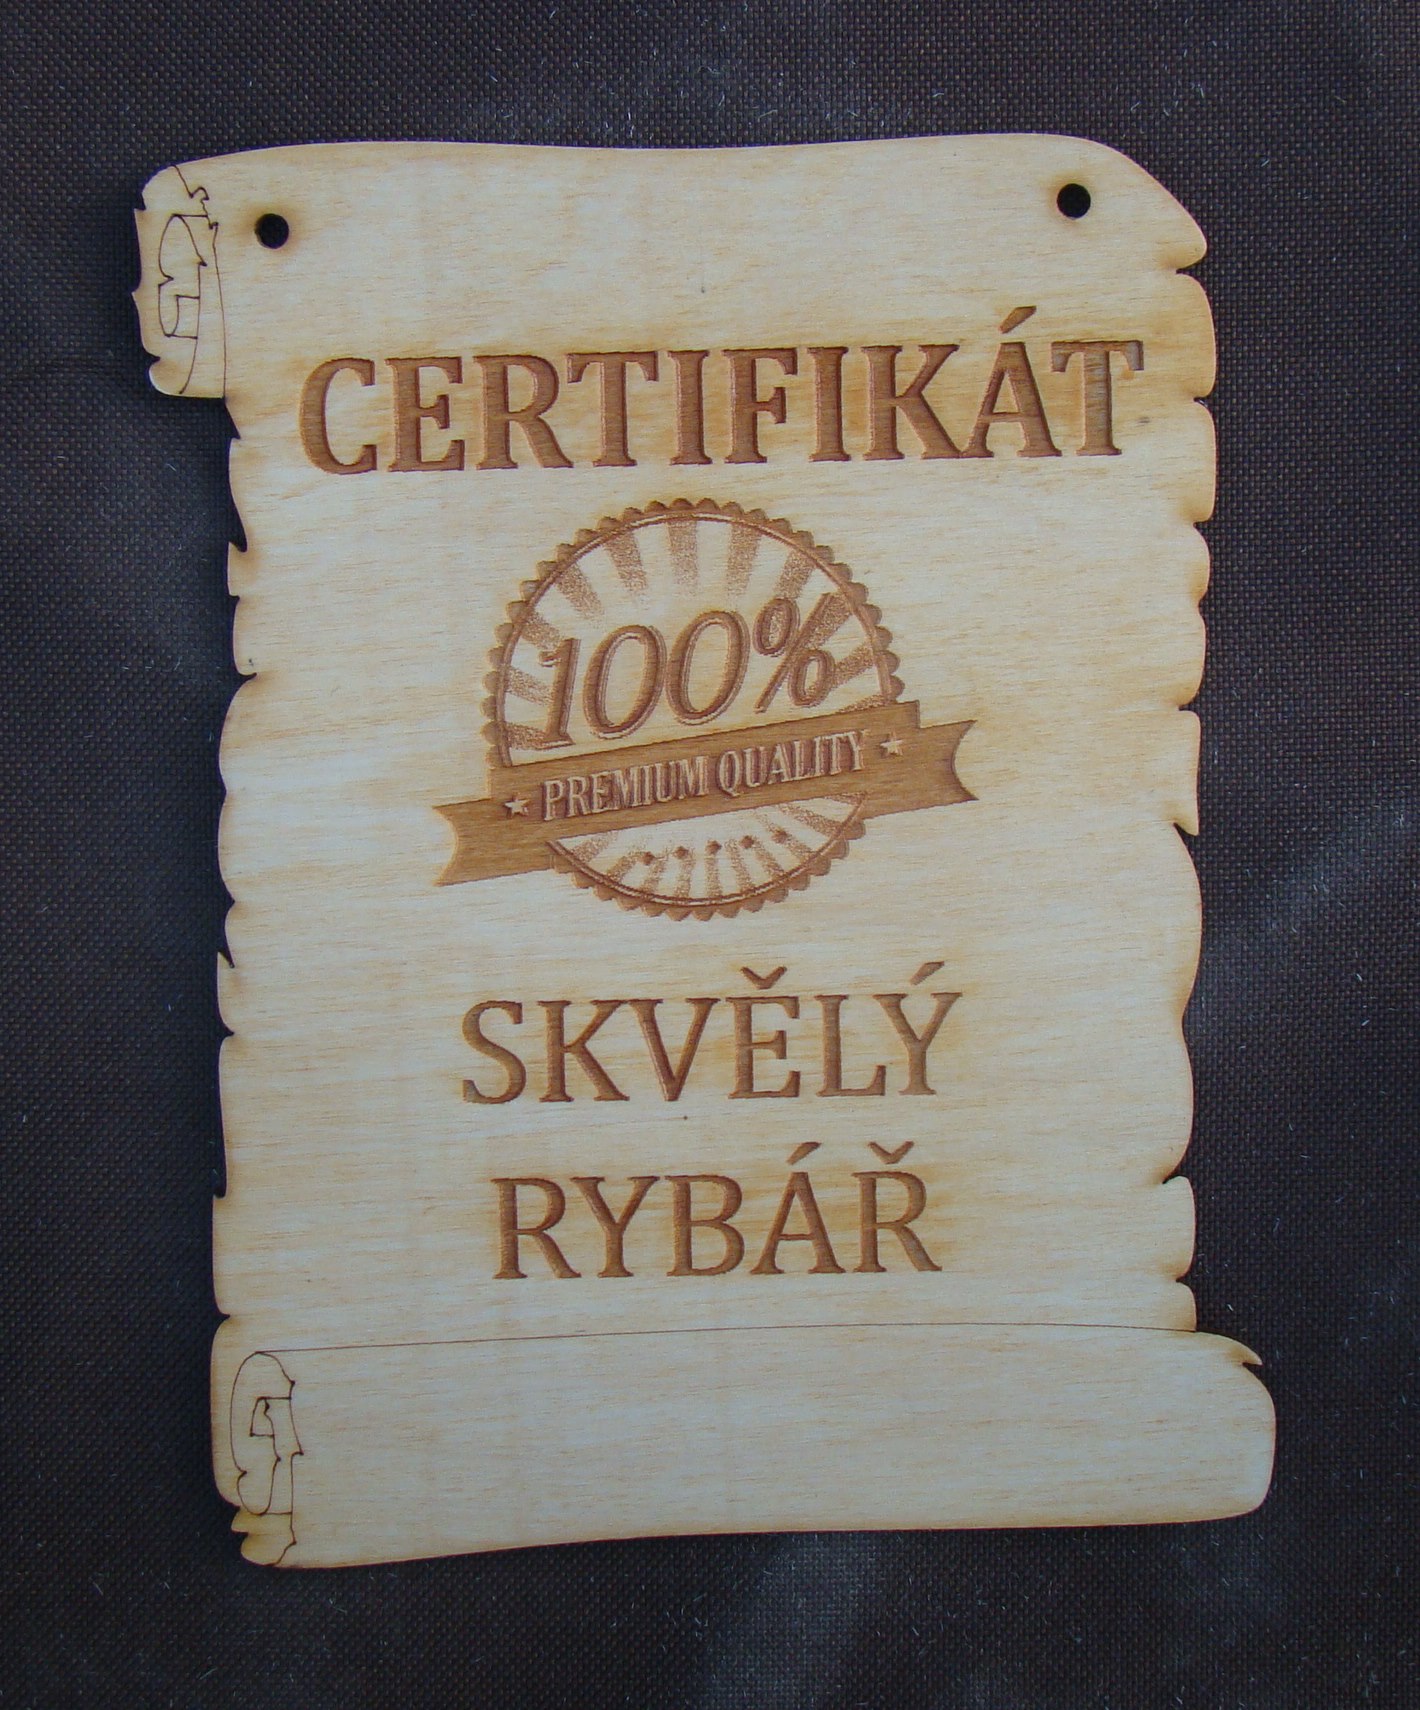 CERTIFIKÁT
100%
PREMIUM QUALITY
SKVĚLÝ
RYBÁŘ